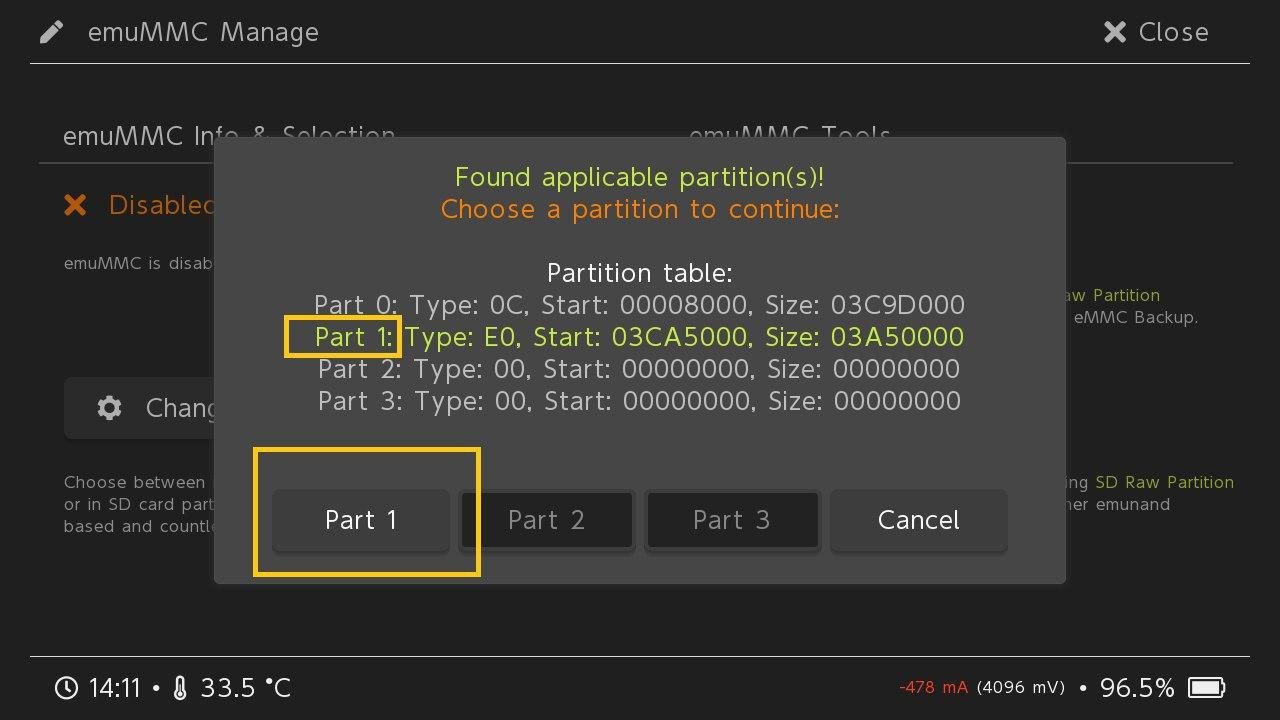 emuMMC Manage
Close
emuMMC Info & Selection
emuMMC Tools
Found applicable partition(s)!
Choose a partition to continue:
Disabled
emuMMC is disab
Partition table:
Part 0: Type: 0C, Start: 00008000, Size: 03C9D000
Part 1: Type: E0, Start: 03CA5000, Size: 03A50000
Part 2: Type: 00, Start: 00000000, Size: 00000000
Part 3: Type: 00, Start: 00000000, Size: 00000000
aw Partition
eMMC Backup.
Chang
Choose between
or in SD card part
based and countle
ing SD Raw Partition
her emunand
Part 1
Part 2
Part 3
Cancel
14:11 • 33.5 °C
-478 mA (4096 mV) • 96.5%